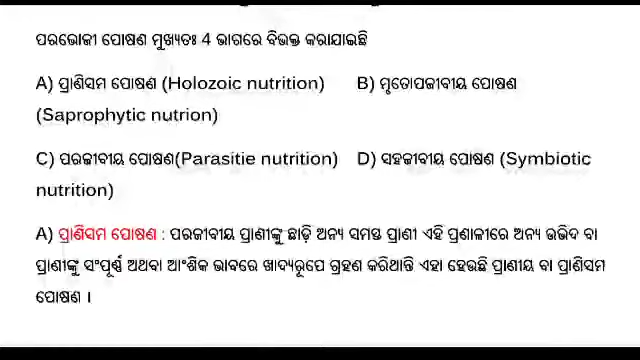 ପରଭୋଜୀ ପୋଷଣ ମୁଖ୍ୟତଃ 4 ଭାଗରେ ବିଭକ୍ତ କରାଯାଇଛି
A) ପ୍ରାଣିସମ ପୋଷଣ (Holozoic nutrition) B) ମୃତୋପଜୀବୀୟ ପୋଷଣ
(Saprophytic nutrion)
C) ପରଜୀବୀୟ ପୋଷଣ(Parasitie nutrition) D) ସହଜୀବୀୟ ପୋଷଣ (Symbiotic
nutrition)
A) ପ୍ରାଣିସମ ପୋଷଣ : ପରଜୀବୀୟ ପ୍ରାଣୀଙ୍କୁ ଛାଡ଼ି ଅନ୍ୟ ସମସ୍ତ ପ୍ରାଣୀ ଏହି ପ୍ରଣାଳୀରେ ଅନ୍ୟ ଉଭିଦ ବା
ପ୍ରାଣୀଙ୍କୁ ସଂପୂର୍ଣ୍ଣ ଅଥବା ଆଂଶିକ ଭାବରେ ଖାଦ୍ୟରୂପେ ଗ୍ରହଣ କରିଥାନ୍ତି ଏହା ହେଉଛି ପ୍ରାଣୀୟ ବା ପ୍ରାଣିସମ
ପୋଷଣ ।